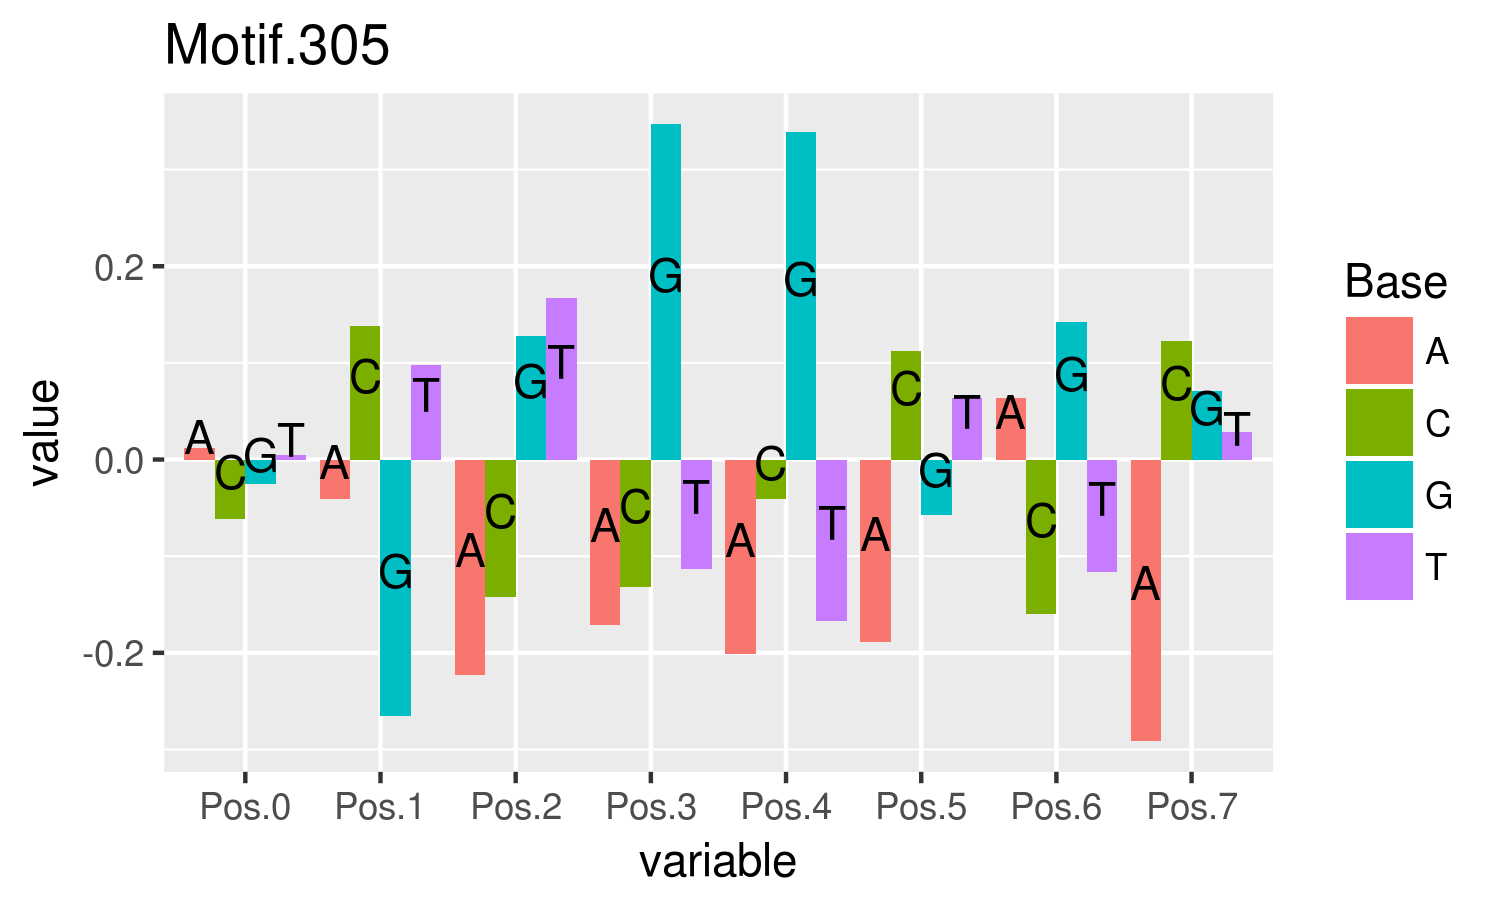 Motif.305
value
0.2
0.0
-0.2
A C G T
A C G T
A C G T
A C G T
A C G T
A C G T
A C G T
A C G T
Pos.0 Pos.1 Pos.2 Pos.3 Pos.4 Pos.5 Pos.6 Pos.7
variable
Base
A
C
G
T